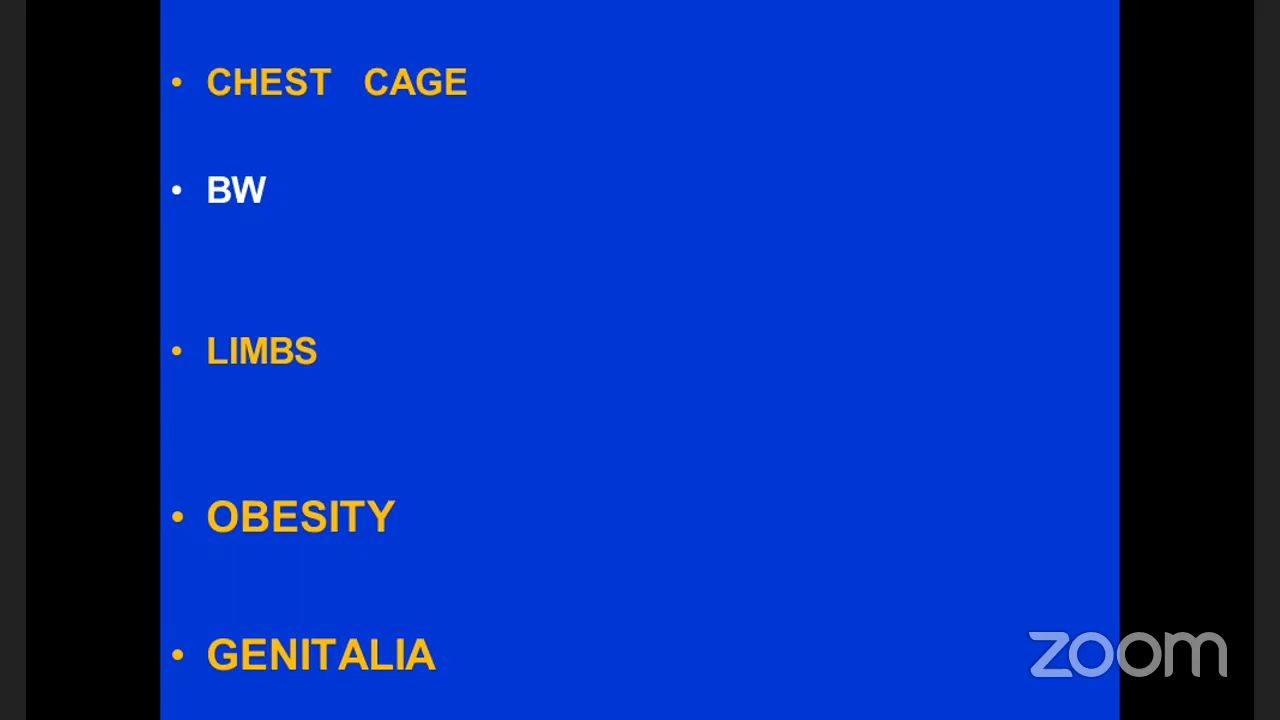 • CHEST CAGE
• BW
• LIMBS
• OBESITY
• GENITALIA
zoom